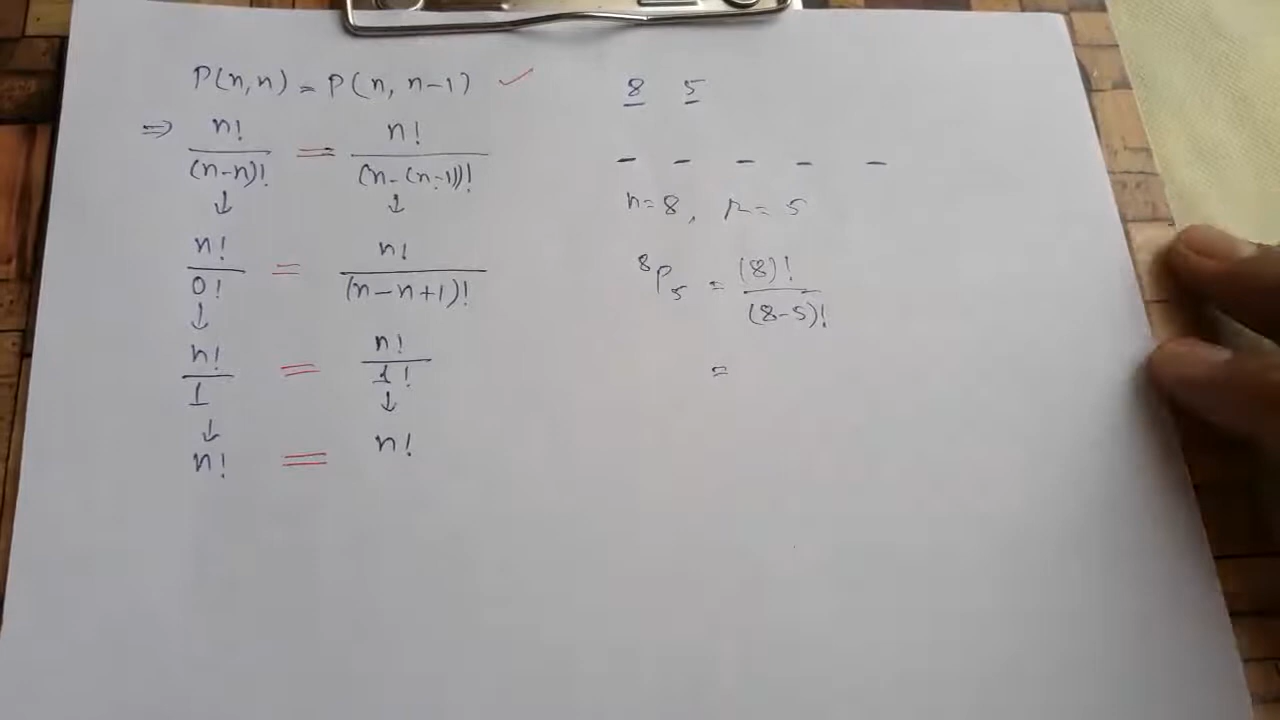 P(n,n) = P(n, n-1) ✓
⇒ n!/(n-n)! = n!/(n-(n-1))!
↓ ↓
n!/0! = n!/(n-n+1)!
↓
n!/1 = n!/1!
↓ ↓
n! = n!
8 5
_ _ _ _ _
n=8, r= 5
⁸P₅ = (8)!/(8-5)!
=